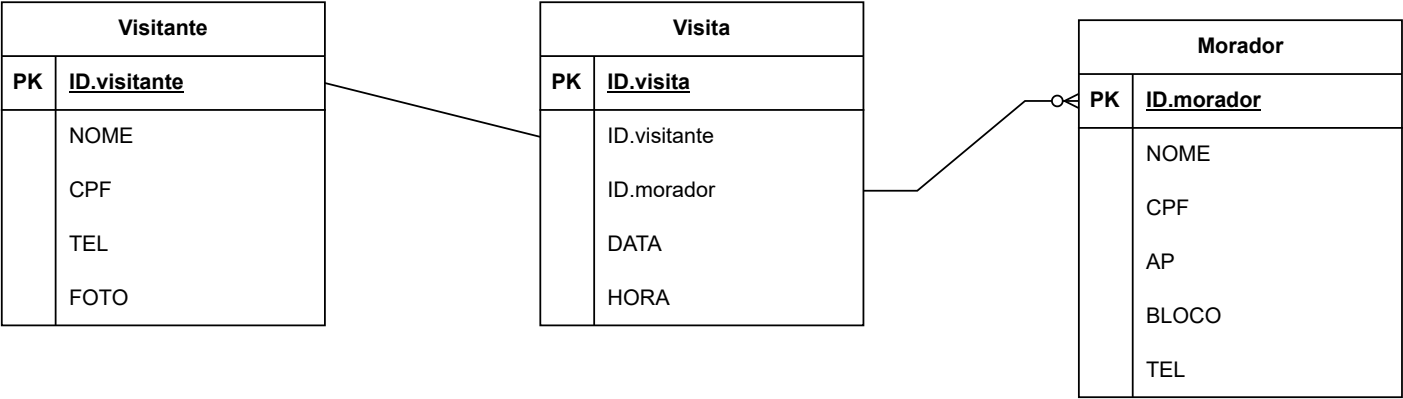 Visitante
PK ID.visitante
NOME
CPF
TEL
FOTO
Visita
PK ID.visita
ID.visitante
ID.morador
DATA
HORA
Morador
PK ID.morador
NOME
CPF
AP
BLOCO
TEL